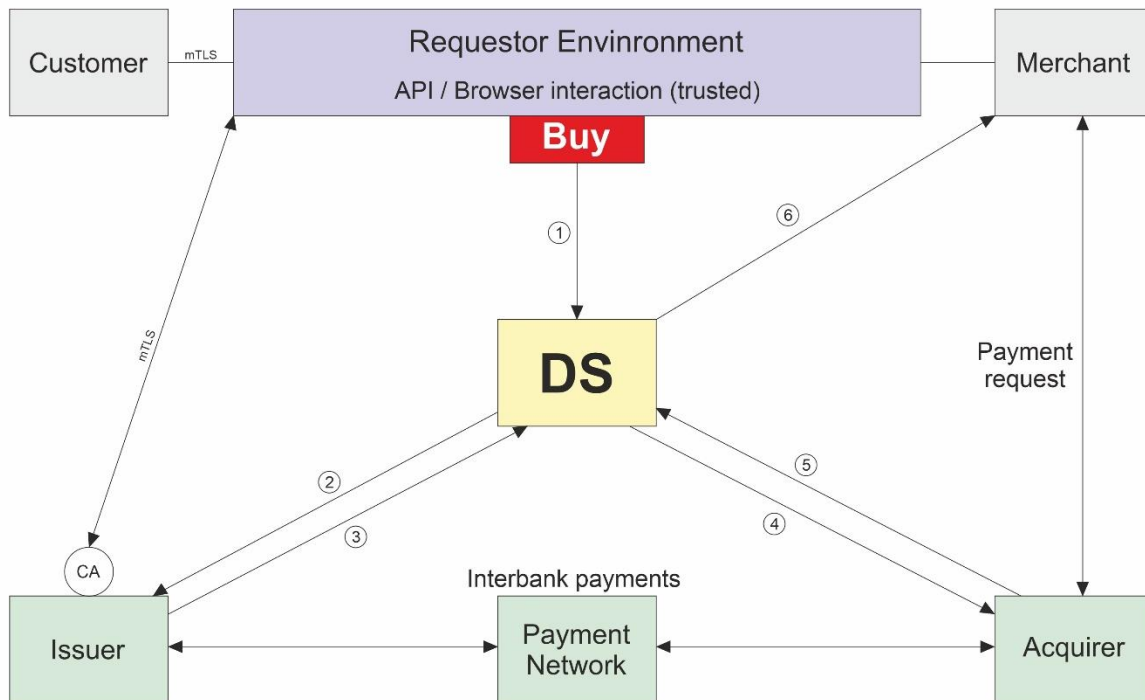 Customer
mTLS
Requestor Envinronment
API / Browser interaction (trusted)
Merchant
Buy
1
6
mTLS
DS
Payment
request
2
3
5
4
CA
Interbank payments
Issuer
Payment
Network
Acquirer